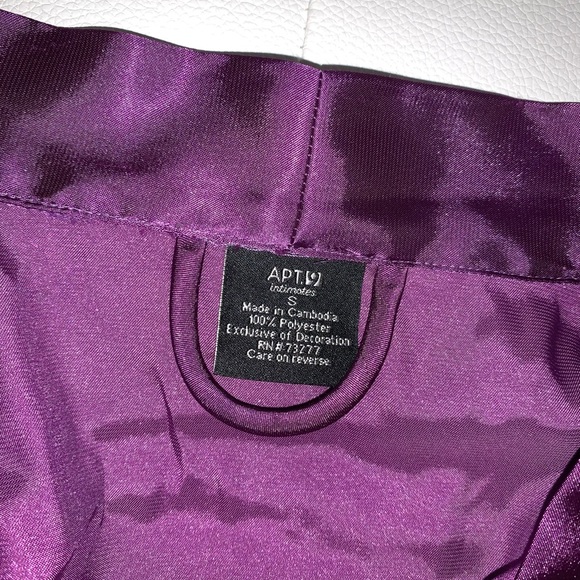 APT.9
intimates
S
Made in Cambodia
100% Polyester
Exclusive of Decoration
RN#:73277
Care on reverse